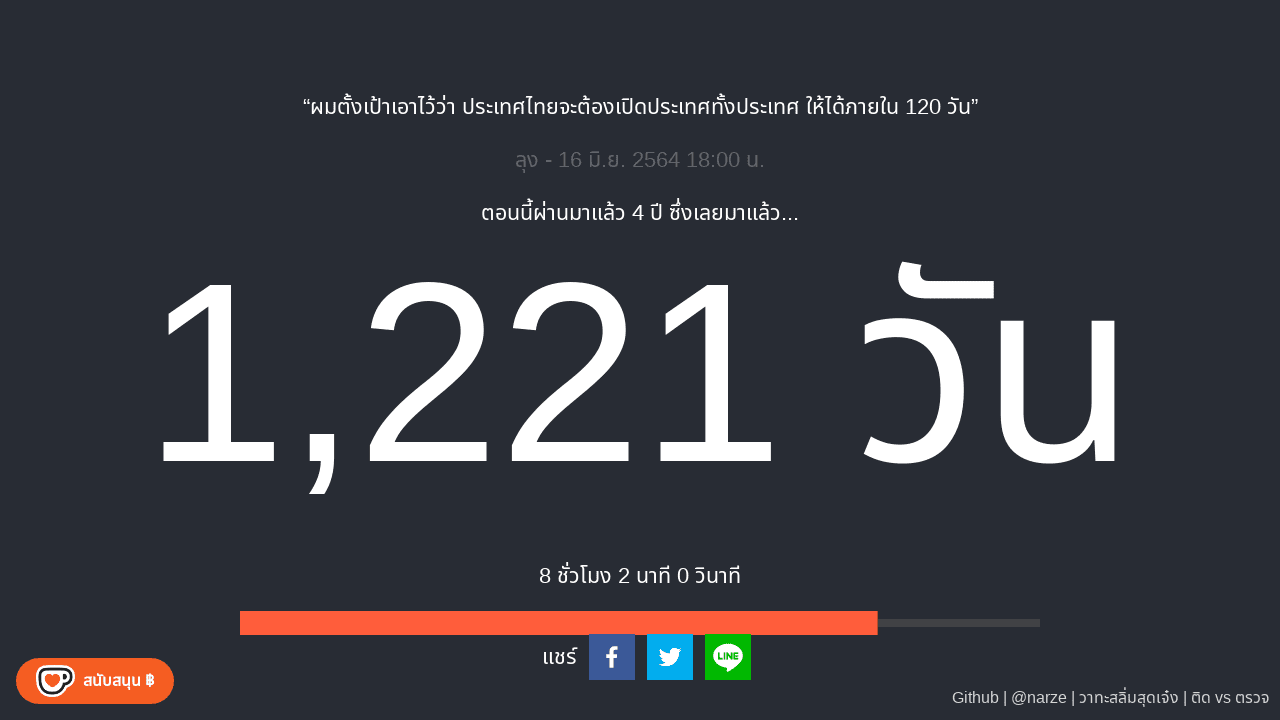 “ผมตั้งเป้าเอาไว้ว่า ประเทศไทยจะต้องเปิดประเทศทั้งประเทศ ให้ได้ภายใน 120 วัน”
ลุง - 16 มิ.ย. 2564 18:00 น.
ตอนนี้ผ่านมาแล้ว 4 ปี ซึ่งเลยมาแล้ว...
1,221 วัน
8 ชั่วโมง 2 นาที 0 วินาที
แชร์
LINE
สนับสนุน ฿
Github | @narze | วาทะสลิ่มสุดเจ๋ง | ติด vs ตรวจ